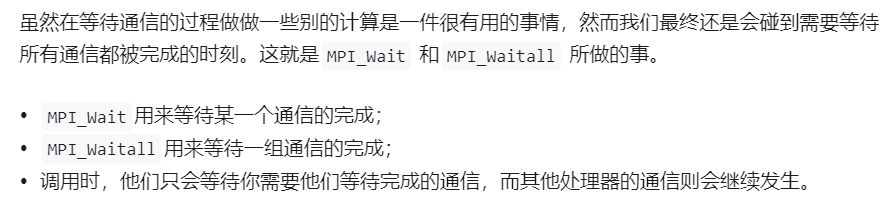 虽然在等待通信的过程做做一些别的计算是一件很有用的事情，然而我们最终还是会碰到需要等待
所有通信都被完成的时刻。这就是 MPI_Wait 和 MPI_Waitall 所做的事。
• MPI_Wait 用来等待某一个通信的完成；
• MPI_Waitall 用来等待一组通信的完成；
• 调用时，他们只会等待你需要他们等待完成的通信，而其他处理器的通信则会继续发生。